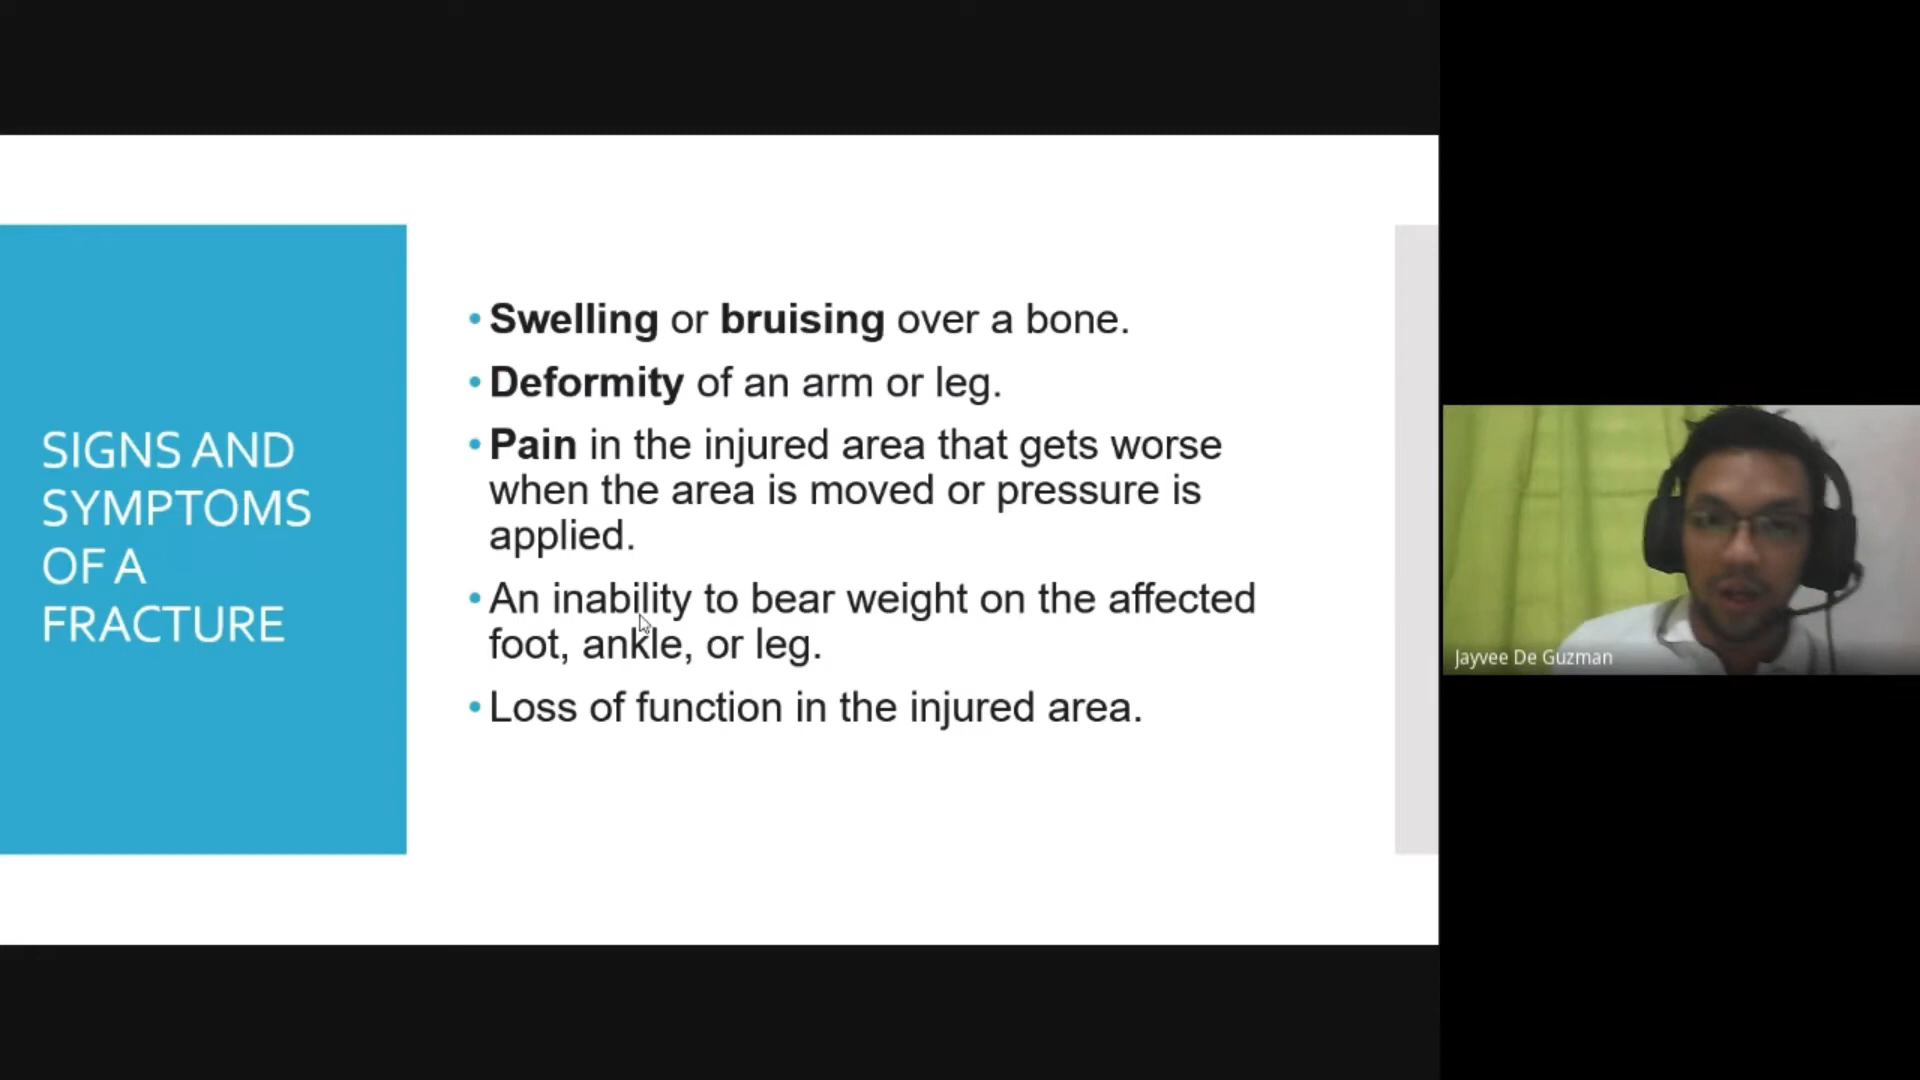 SIGNS AND
SYMPTOMS
OF A
FRACTURE
• Swelling or bruising over a bone.
• Deformity of an arm or leg.
• Pain in the injured area that gets worse
when the area is moved or pressure is
applied.
• An inability to bear weight on the affected
foot, ankle, or leg.
• Loss of function in the injured area.
Jayvee De Guzman